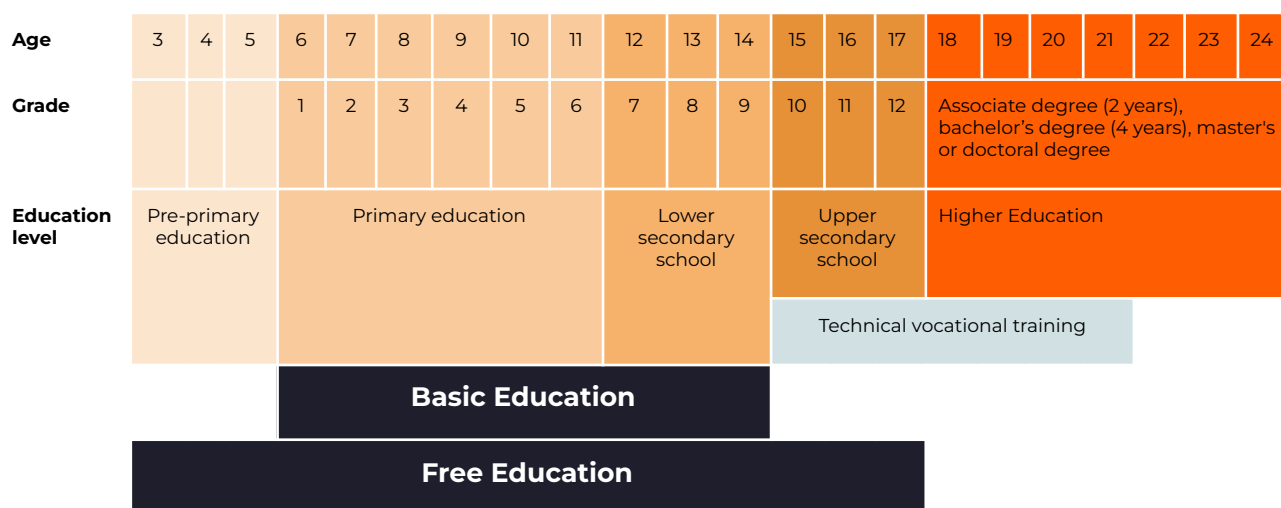 Age 3 4 5 6 7 8 9 10 11 12 13 14 15 16 17 18 19 20 21 22 23 24
Grade 1 2 3 4 5 6 7 8 9 10 11 12 Associate degree (2 years),
bachelor’s degree (4 years), master's
or doctoral degree
Education
level
Pre-primary
education
Primary education
Lower
secondary
school
Upper
secondary
school
Higher Education
Technical vocational training
Basic Education
Free Education